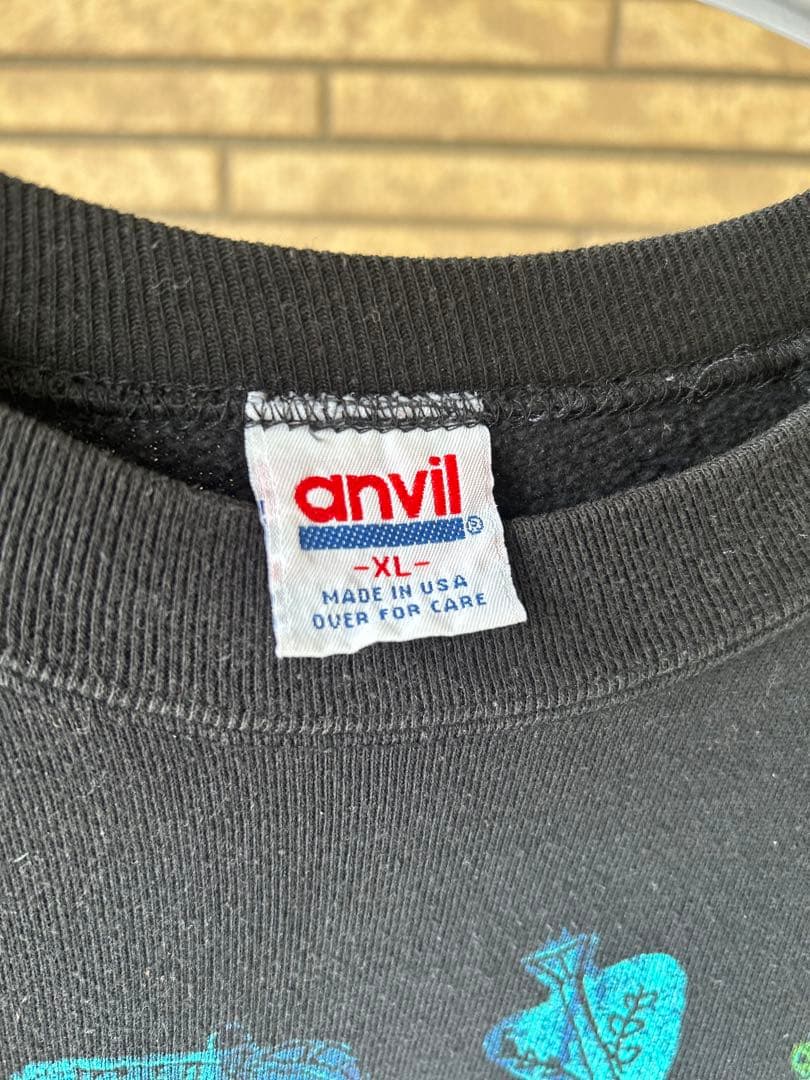 anvil®
-XL-
MADE IN USA
OVER FOR CARE